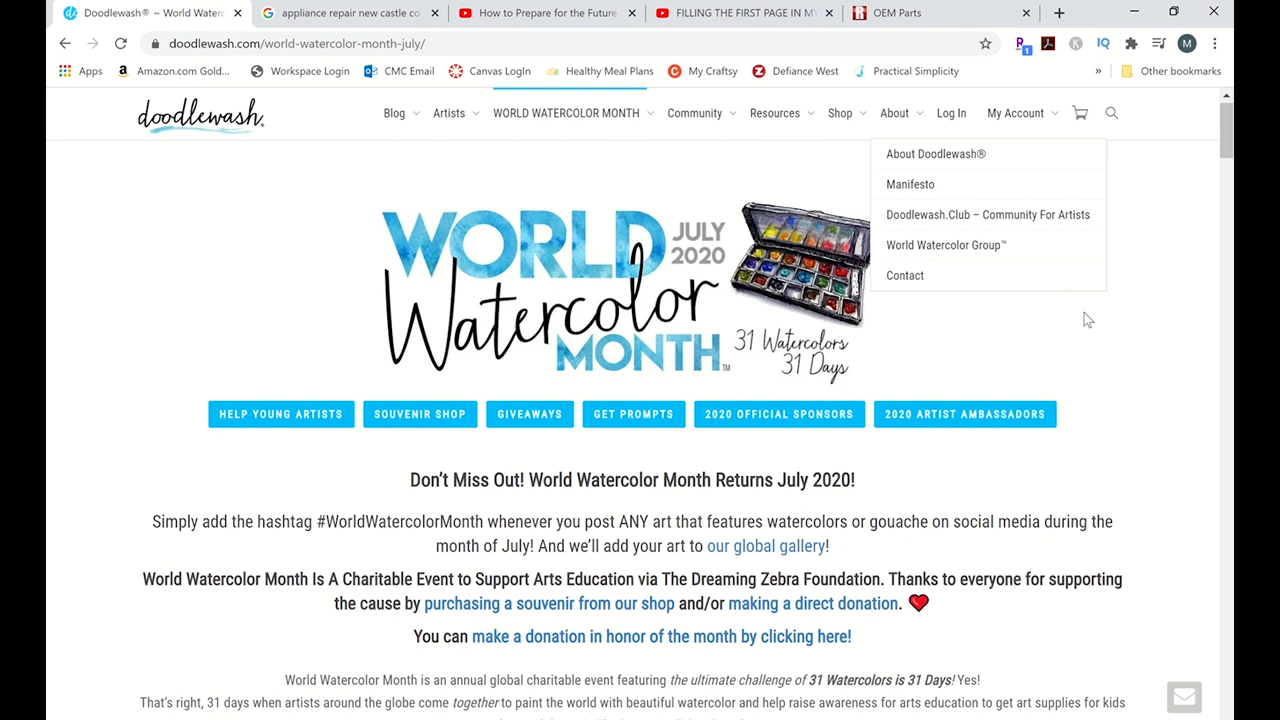 Doodlewash® ~ World Waterc
appliance repair new castle co
How to Prepare for the Future
FILLING THE FIRST PAGE IN M
OEM Parts
doodlewash.com/world-watercolor-month-july/
Apps
Amazon.com Gold...
Workspace Login
CMC Email
Canvas LogIn
Healthy Meal Plans
My Craftsy
Defiance West
Practical Simplicity
»
Other bookmarks
doodlewash®
Blog
Artists
WORLD WATERCOLOR MONTH
Community
Resources
Shop
About
Log In
My Account
About Doodlewash®
Manifesto
Doodlewash.Club – Community For Artists
World Watercolor Group™
Contact
WORLD JULY 2020
Watercolor
MONTH™
31 Watercolors
31 Days
HELP YOUNG ARTISTS
SOUVENIR SHOP
GIVEAWAYS
GET PROMPTS
2020 OFFICIAL SPONSORS
2020 ARTIST AMBASSADORS
Don't Miss Out! World Watercolor Month Returns July 2020!
Simply add the hashtag #WorldWatercolorMonth whenever you post ANY art that features watercolors or gouache on social media during the
month of July! And we'll add your art to our global gallery!
World Watercolor Month Is A Charitable Event to Support Arts Education via The Dreaming Zebra Foundation. Thanks to everyone for supporting
the cause by purchasing a souvenir from our shop and/or making a direct donation.
You can make a donation in honor of the month by clicking here!
World Watercolor Month is an annual global charitable event featuring the ultimate challenge of 31 Watercolors is 31 Days! Yes!
That's right, 31 days when artists around the globe come together to paint the world with beautiful watercolor and help raise awareness for arts education to get art supplies for kids